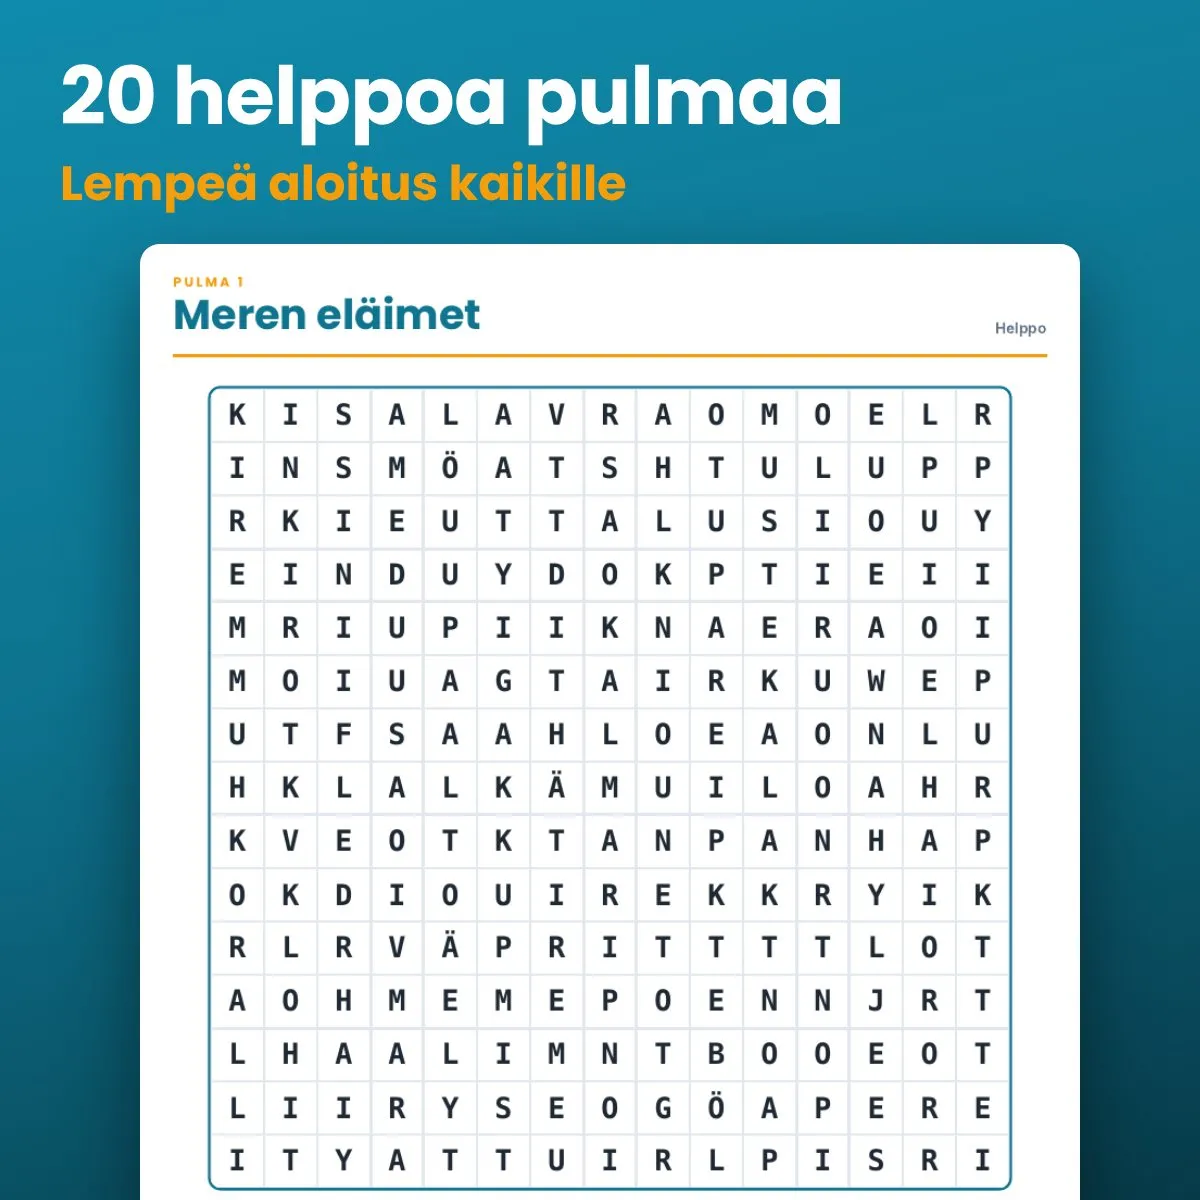 20 helppoa pulmaa
Lempeä aloitus kaikille
PULMA 1
Meren eläimet
Helppo
K I S A L A V R A O M O E L R
I N S M Ö A T S H T U L U P P
R K I E U T T A L U S I O U Y
E I N D U Y D O K P T I E I I
M R I U P I I K N A E R A O I
M O I U A G T A I R K U W E P
U T F S A A H L O E A O N L U
H K L A L K Ä M U I L O A H R
K V E O T K T A N P A N H A P
O K D I O U I R E K K R Y I K
R L R V Ä P R I T T T T L O T
A O H M E M E P O E N N J R T
L H A A L I M N T B O O E O T
L I I R Y S E O G Ö A P E R E
I T Y A T T U I R L P I S R I